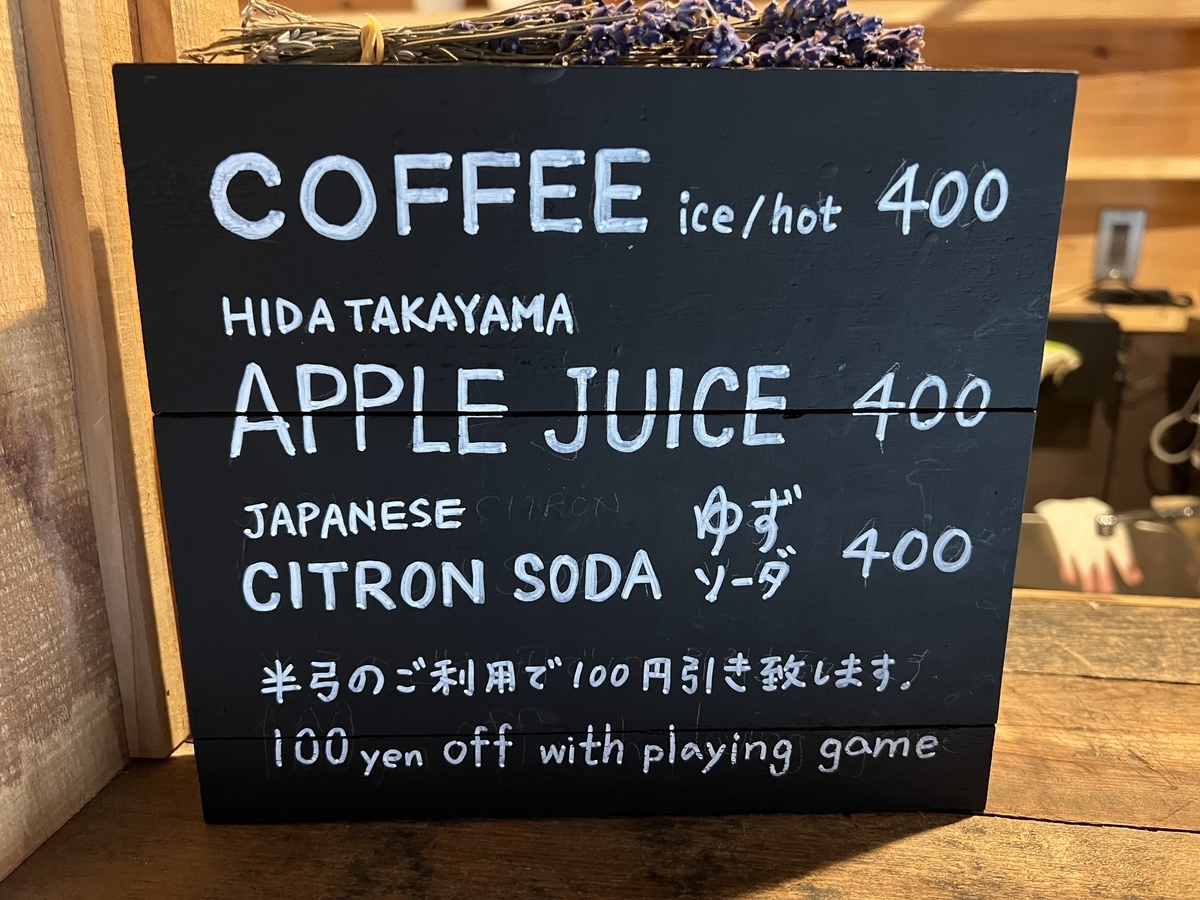 COFFEE ice/hot 400
HIDA TAKAYAMA
APPLE JUICE 400
JAPANESE CITRON ゆず
CITRON SODA ソーダ 400
半弓のご利用で100円引き致します.
100 yen off with playing game